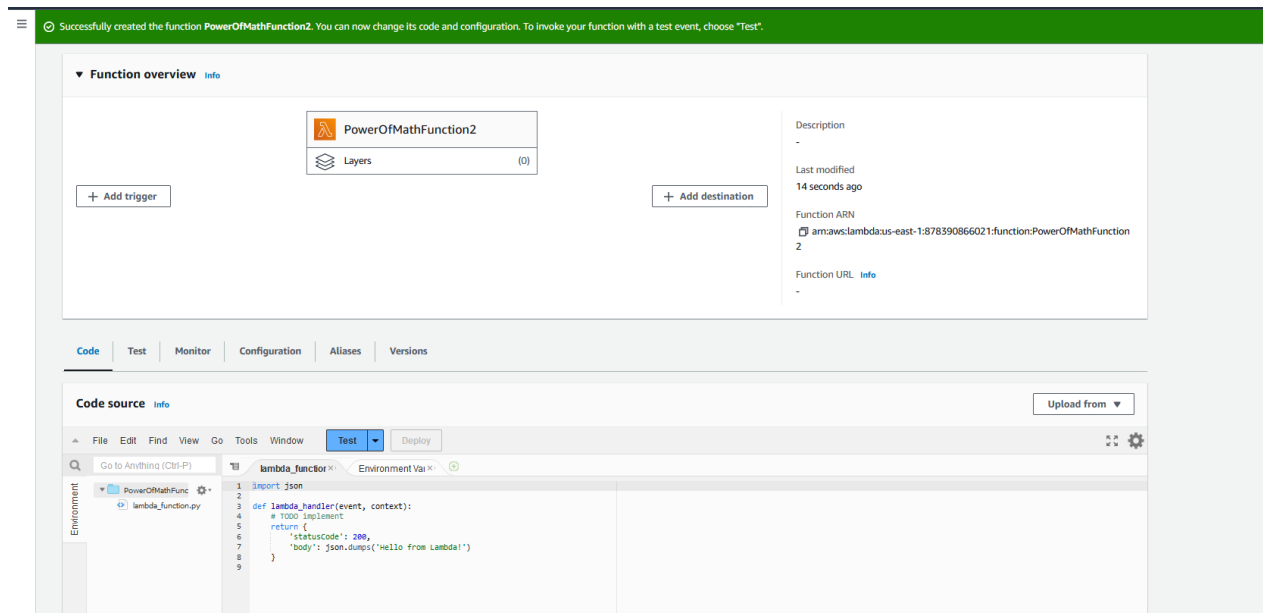 Successfully created the function PowerOfMathFunction2. You can now change its code and configuration. To invoke your function with a test event, choose "Test".
▼ Function overview Info
PowerOfMathFunction2
Layers (0)
+ Add trigger
+ Add destination
Description
-
Last modified
14 seconds ago
Function ARN
arn:aws:lambda:us-east-1:878390866021:function:PowerOfMathFunction
2
Function URL Info
-
Code Test Monitor Configuration Aliases Versions
Code source Info
Upload from ▼
File Edit Find View Go Tools Window Test Deploy
Go to Anything (Ctrl-P)
lambda_function Environment Var
Environment
PowerOfMathFunc
lambda_function.py
1 import json
2
3 def lambda_handler(event, context):
4 # TODO implement
5 return {
6 'statusCode': 200,
7 'body': json.dumps('Hello from Lambda!')
8 }
9